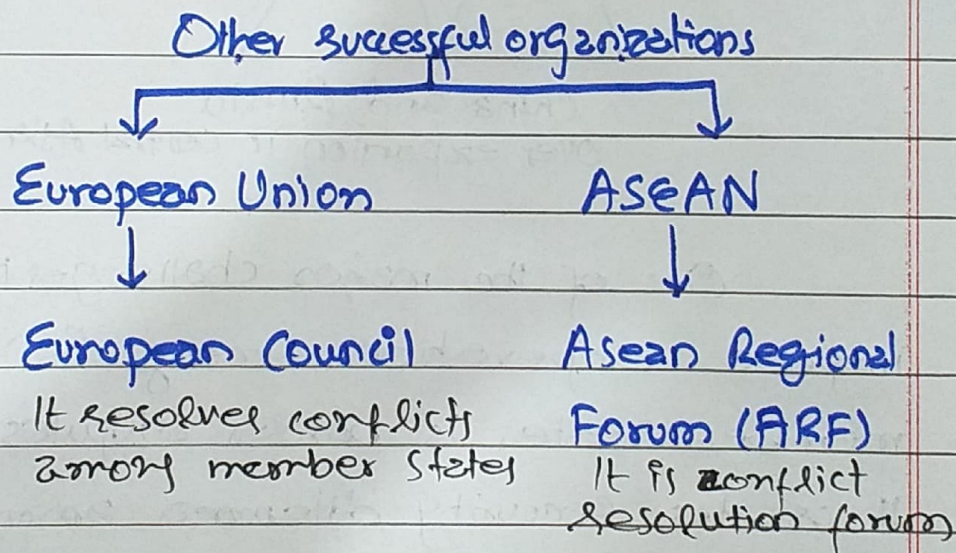 Other successful organizations
European Union
ASEAN
European Council
Asean Regional
Forum (ARF)
It resolves conflicts
among member states
It is conflict
resolution forum